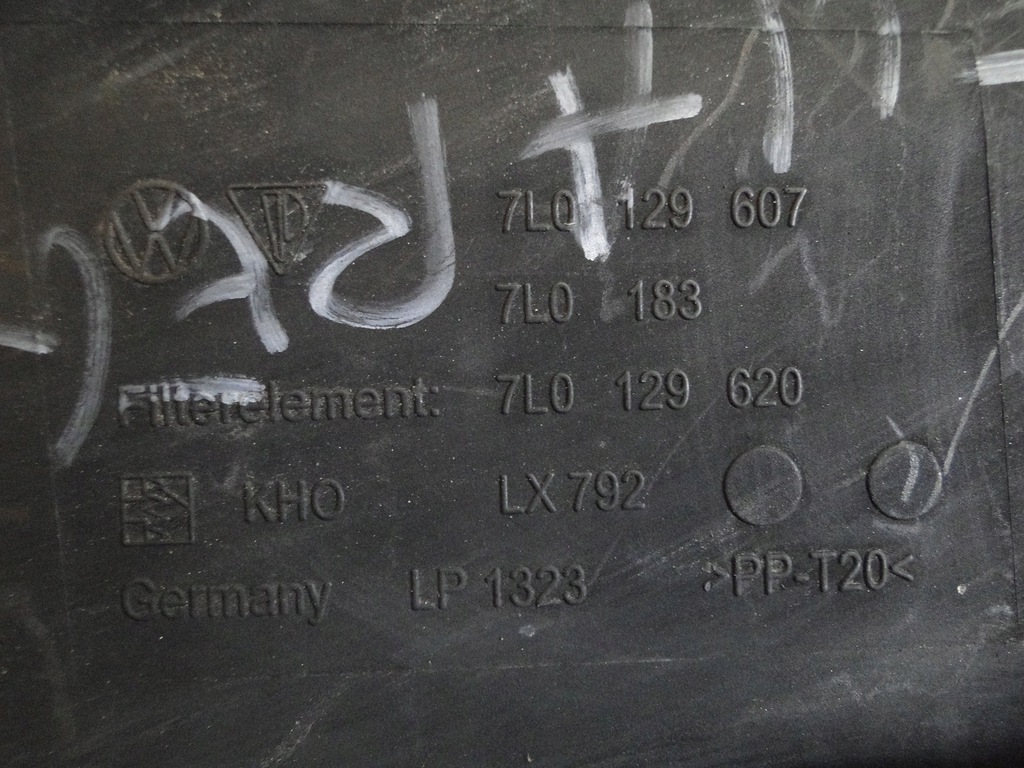 7L0 129 607
7L0 183
Filterelement: 7L0 129 620
KHO LX 792
Germany LP 1323 >PP-T20<